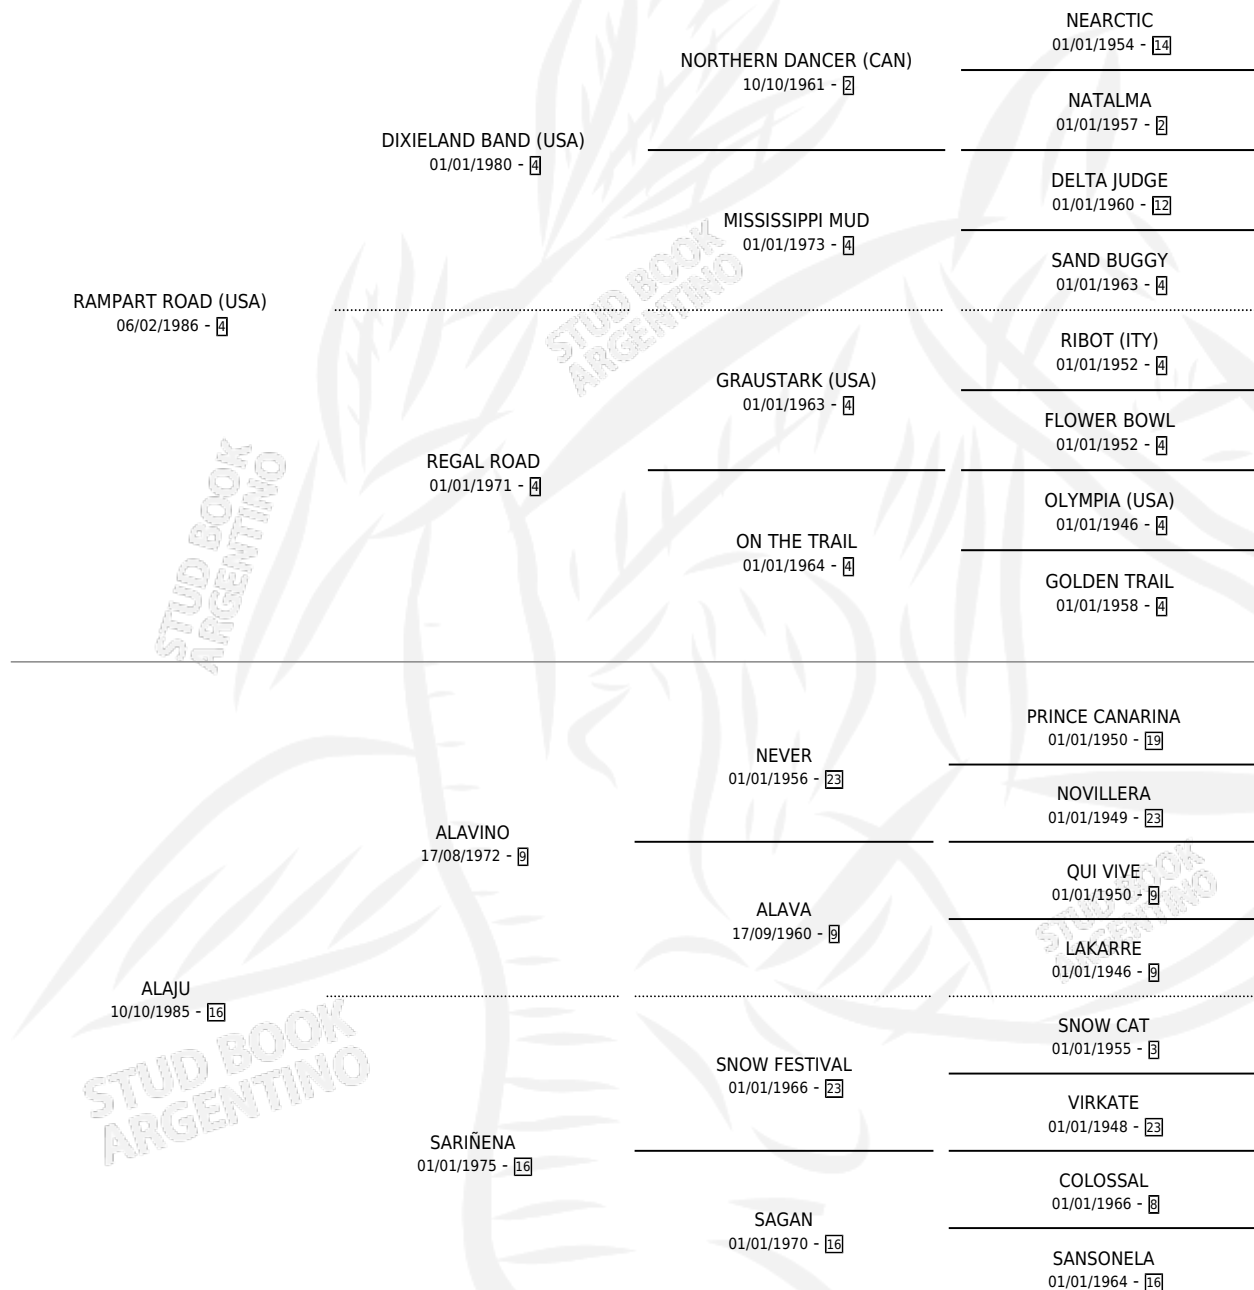 NEARCTIC
01/01/1954 - 14
NORTHERN DANCER (CAN)
10/10/1961 - 2
NATALMA
01/01/1957 - 2
DIXIELAND BAND (USA)
01/01/1980 - 4
DELTA JUDGE
01/01/1960 - 12
MISSISSIPPI MUD
01/01/1973 - 4
SAND BUGGY
01/01/1963 - 4
RAMPART ROAD (USA)
06/02/1986 - 4
STUD BOOK
ARGENTINO
RIBOT (ITY)
01/01/1952 - 4
GRAUSTARK (USA)
01/01/1963 - 4
FLOWER BOWL
01/01/1952 - 4
REGAL ROAD
01/01/1971 - 4
OLYMPIA (USA)
01/01/1946 - 4
ON THE TRAIL
01/01/1964 - 4
GOLDEN TRAIL
01/01/1958 - 4
STUD BOOK
ARGENTINO
PRINCE CANARINA
01/01/1950 - 19
NEVER
01/01/1956 - 23
NOVILLERA
01/01/1949 - 23
ALAVINO
17/08/1972 - 9
QUI VIVE
01/01/1950 - 9
ALAVA
17/09/1960 - 9
LAKARRE
01/01/1946 - 9
STUD BOOK
ARGENTINO
ALAJU
10/10/1985 - 16
SNOW CAT
01/01/1955 - 3
SNOW FESTIVAL
01/01/1966 - 23
VIRKATE
01/01/1948 - 23
STUD BOOK
ARGENTINO
SARIÑENA
01/01/1975 - 16
COLOSSAL
01/01/1966 - 8
SAGAN
01/01/1970 - 16
SANSONELA
01/01/1964 - 16